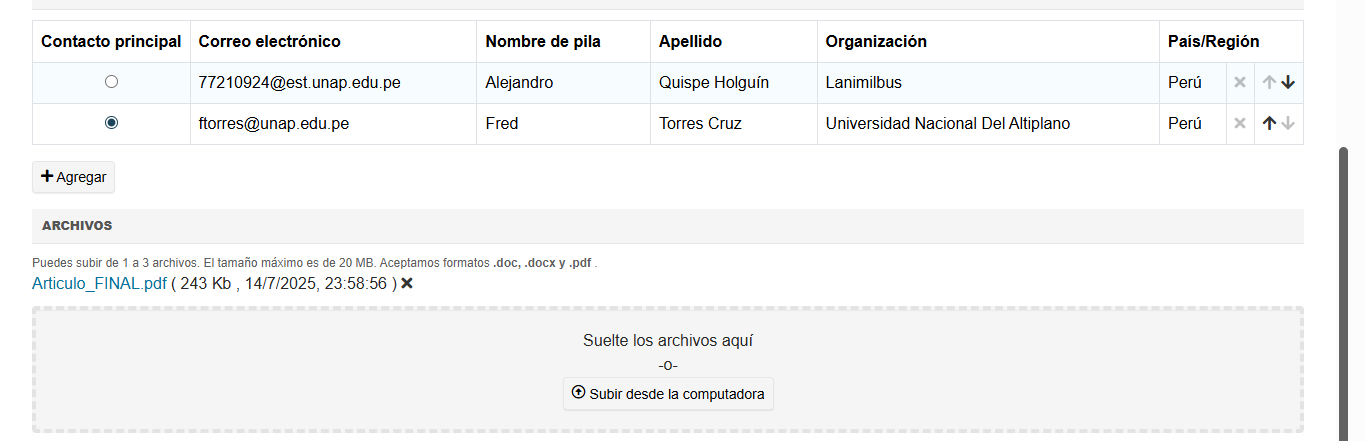 Contacto principal Correo electrónico Nombre de pila Apellido Organización País/Región
77210924@est.unap.edu.pe Alejandro Quispe Holguín Lanimilbus Perú
ftorres@unap.edu.pe Fred Torres Cruz Universidad Nacional Del Altiplano Perú
Agregar
ARCHIVOS
Puedes subir de 1 a 3 archivos. El tamaño máximo es de 20 MB. Aceptamos formatos .doc, .docx y .pdf .
Articulo_FINAL.pdf ( 243 Kb , 14/7/2025, 23:58:56 )
Suelte los archivos aquí
-o-
Subir desde la computadora